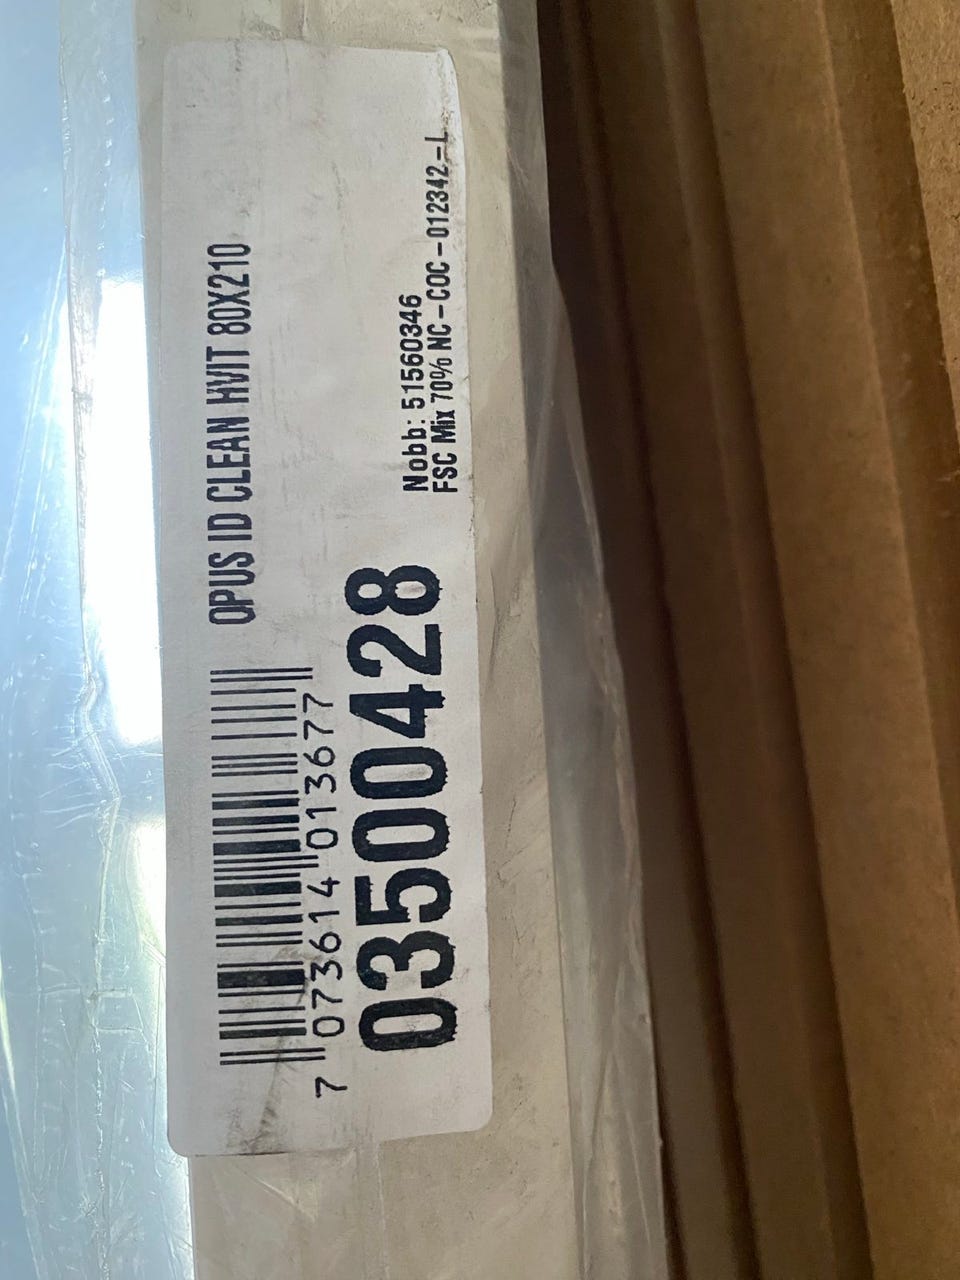 OPUS ID CLEAN HVIT 80X210
7 073614 013677
03500428
Nobb: 51560346
FSC Mix 70% NC-COC-012342-L